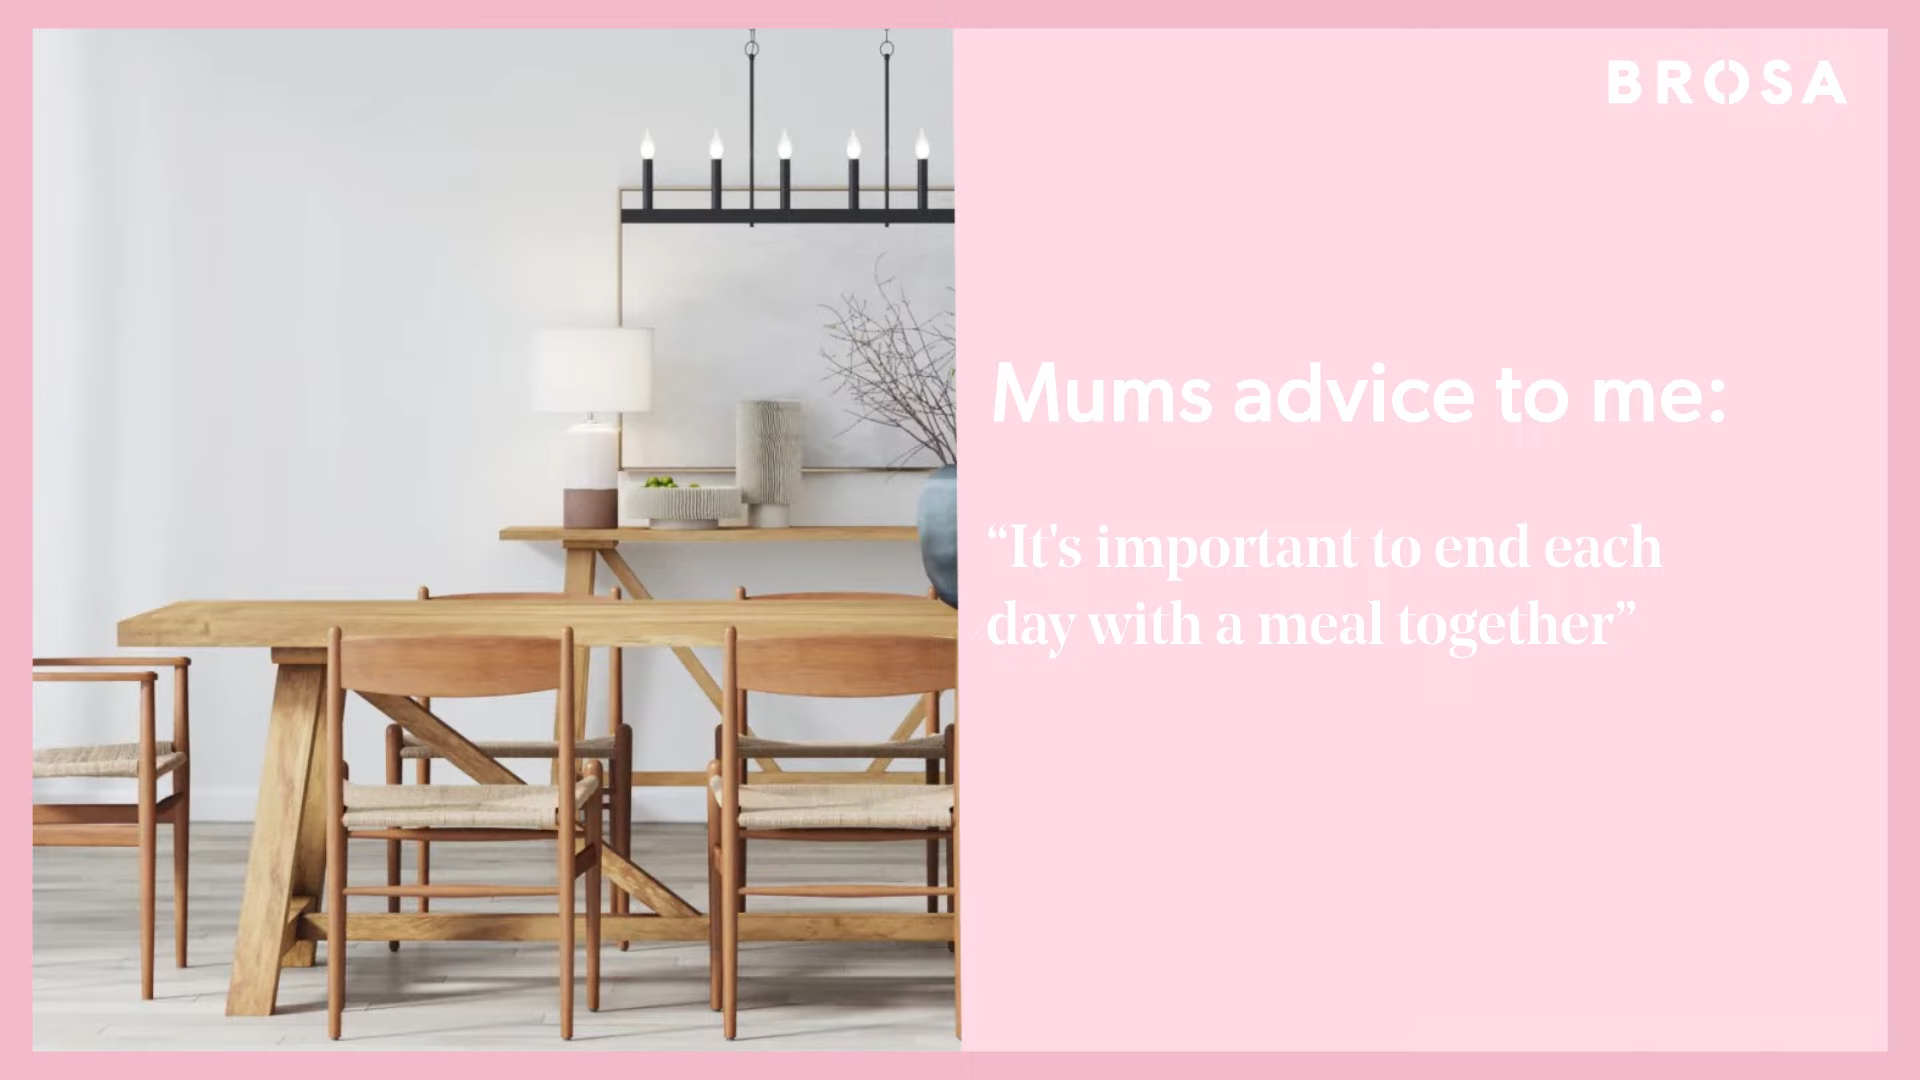 BROSA
Mums advice to me:
“It's important to end each
day with a meal together”